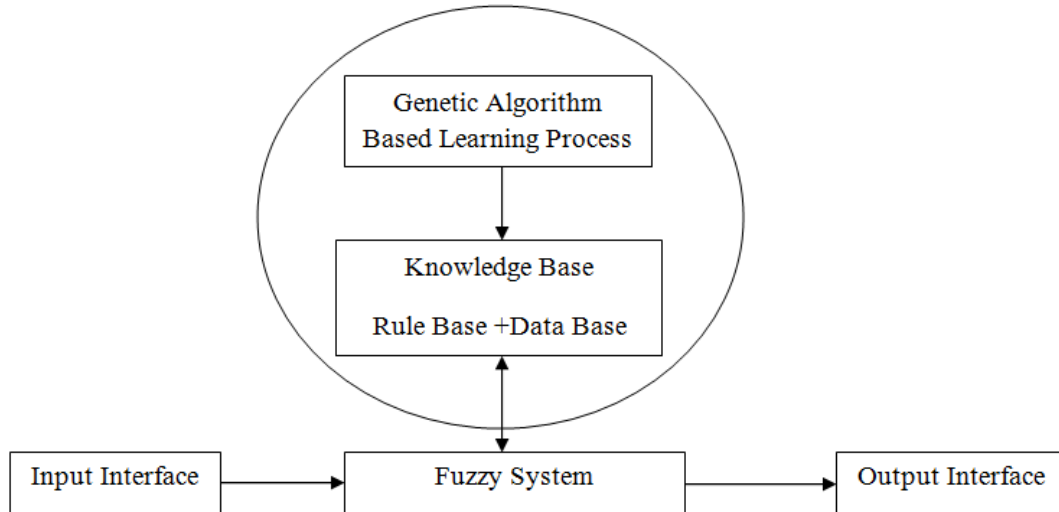 Genetic Algorithm
Based Learning Process
Knowledge Base
Rule Base +Data Base
Input Interface
Fuzzy System
Output Interface